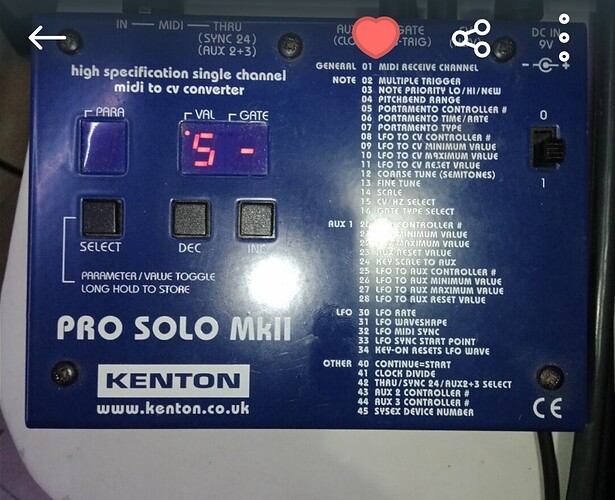 IN — MIDI — THRU
(SYNC 24)
(AUX 2+3)
GATE
DC IN
9V
- +
high specification single channel
midi to cv converter
PARA
VAL
GATE
5 -
SELECT
DEC
INC
PARAMETER/VALUE TOGGLE
LONG HOLD TO STORE
PRO SOLO MkII
KENTON
www.kenton.co.uk
GENERAL 01 MIDI RECEIVE CHANNEL
NOTE 02 MULTIPLE TRIGGER
03 NOTE PRIORITY LO/HI/NEW
04 PITCHBEND RANGE
05 PORTAMENTO CONTROLLER #
06 PORTAMENTO TIME/RATE
07 PORTAMENTO TYPE
08 LFO TO CV CONTROLLER #
09 LFO TO CV MINIMUM VALUE
10 LFO TO CV MAXIMUM VALUE
11 LFO TO CV RESET VALUE
12 COARSE TUNE (SEMITONES)
13 FINE TUNE
14 SCALE
15 CV/HZ SELECT
16 GATE TYPE SELECT
AUX 1 CONTROLLER #
MINIMUM VALUE
MAXIMUM VALUE
RESET VALUE
24 KEY SCALE TO AUX
25 LFO TO AUX CONTROLLER #
26 LFO TO AUX MINIMUM VALUE
27 LFO TO AUX MAXIMUM VALUE
28 LFO TO AUX RESET VALUE
LFO 30 LFO RATE
31 LFO WAVESHAPE
32 LFO MIDI SYNC
33 LFO SYNC START POINT
34 KEY-ON RESETS LFO WAVE
OTHER 40 CONTINUE=START
41 CLOCK DIVIDE
42 THRU/SYNC 24/AUX2+3 SELECT
43 AUX 2 CONTROLLER #
44 AUX 3 CONTROLLER #
45 SYSEX DEVICE NUMBER
0
1
CE